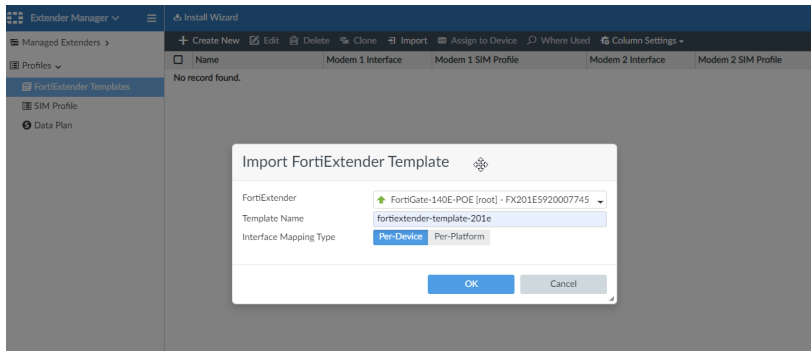 Extender Manager
Install Wizard
Managed Extenders
Create New Edit Delete Clone Import Assign to Device Where Used Column Settings
Profiles
Name Modem 1 Interface Modem 1 SIM Profile Modem 2 Interface Modem 2 SIM Profile
No record found.
FortiExtender Templates
SIM Profile
Data Plan
Import FortiExtender Template
FortiExtender FortiGate-140E-POE [root] - FX201E5920007745
Template Name fortiextender-template-201e
Interface Mapping Type Per-Device Per-Platform
OK Cancel